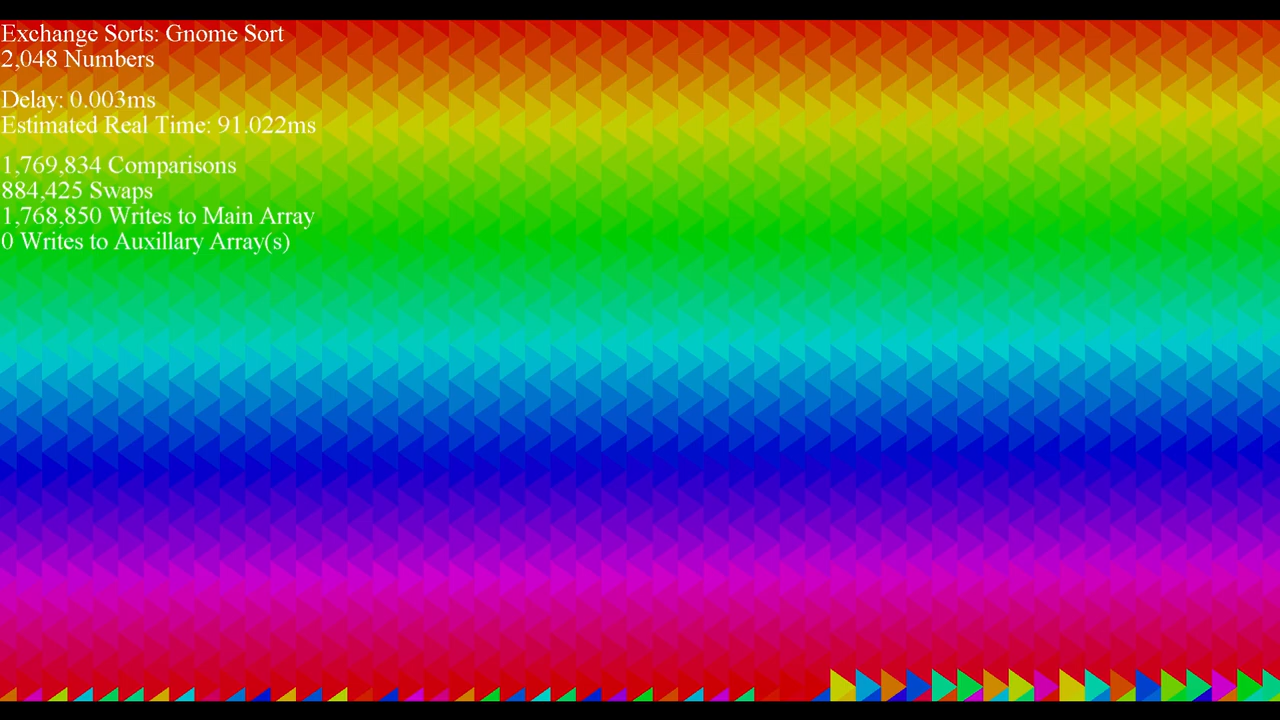 Exchange Sorts: Gnome Sort
2,048 Numbers
Delay: 0.003ms
Estimated Real Time: 91.022ms
1,769,834 Comparisons
884,425 Swaps
1,768,850 Writes to Main Array
0 Writes to Auxillary Array(s)